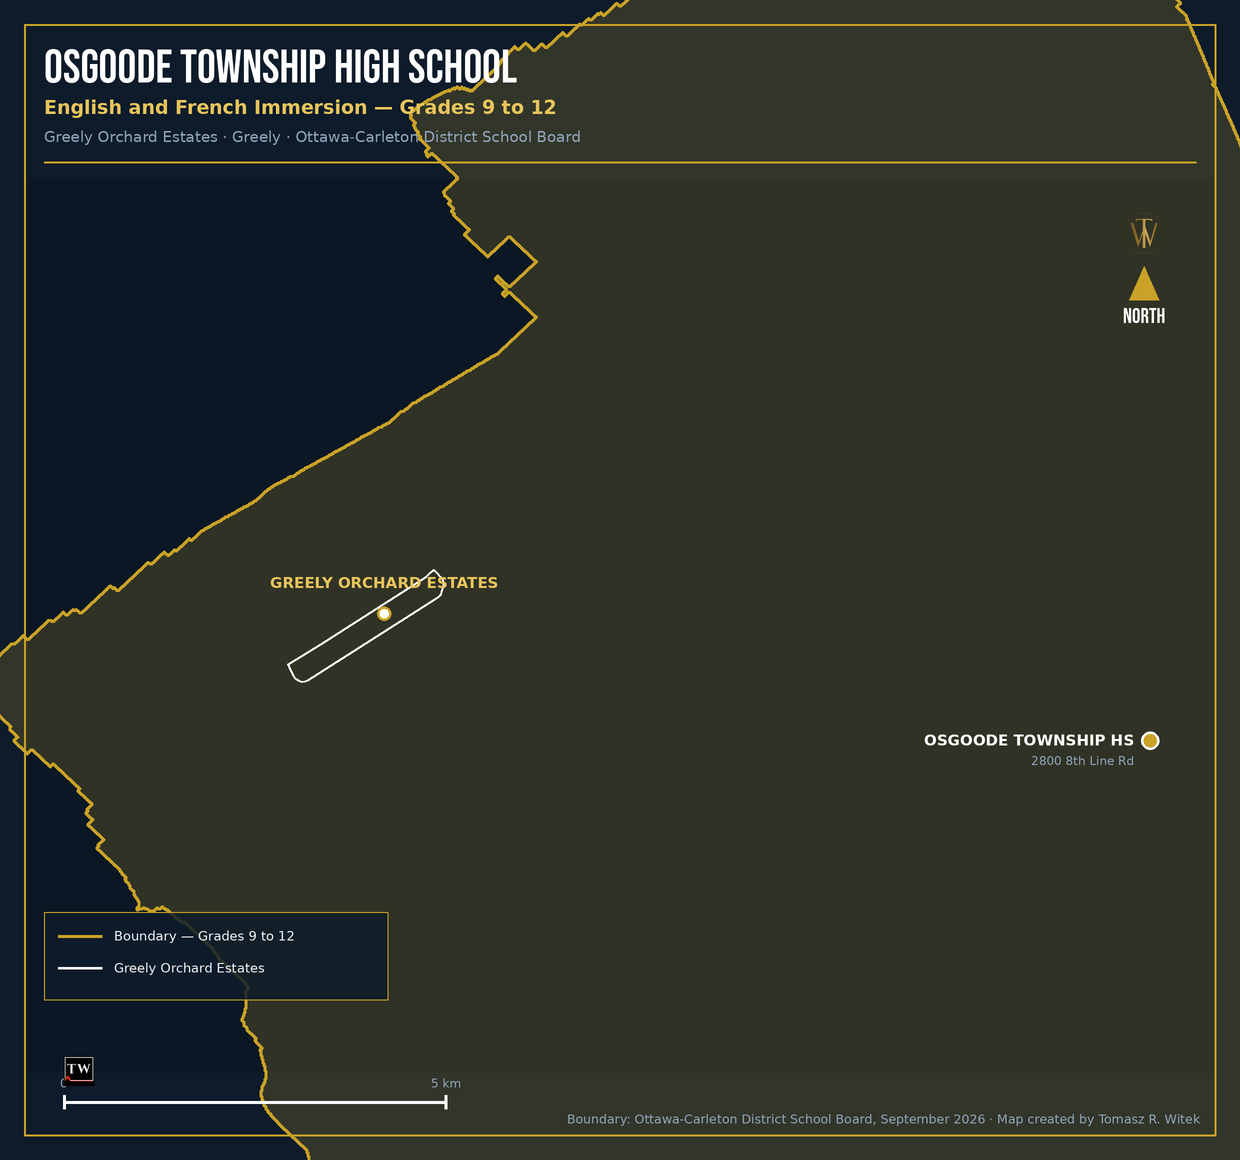 OSGOODE TOWNSHIP HIGH SCHOOL
English and French Immersion — Grades 9 to 12
Greely Orchard Estates · Greely · Ottawa-Carleton District School Board
TW
NORTH
GREELY ORCHARD ESTATES
OSGOODE TOWNSHIP HS
2800 8th Line Rd
Boundary — Grades 9 to 12
Greely Orchard Estates
TW
0 5 km
Boundary: Ottawa-Carleton District School Board, September 2026 · Map created by Tomasz R. Witek